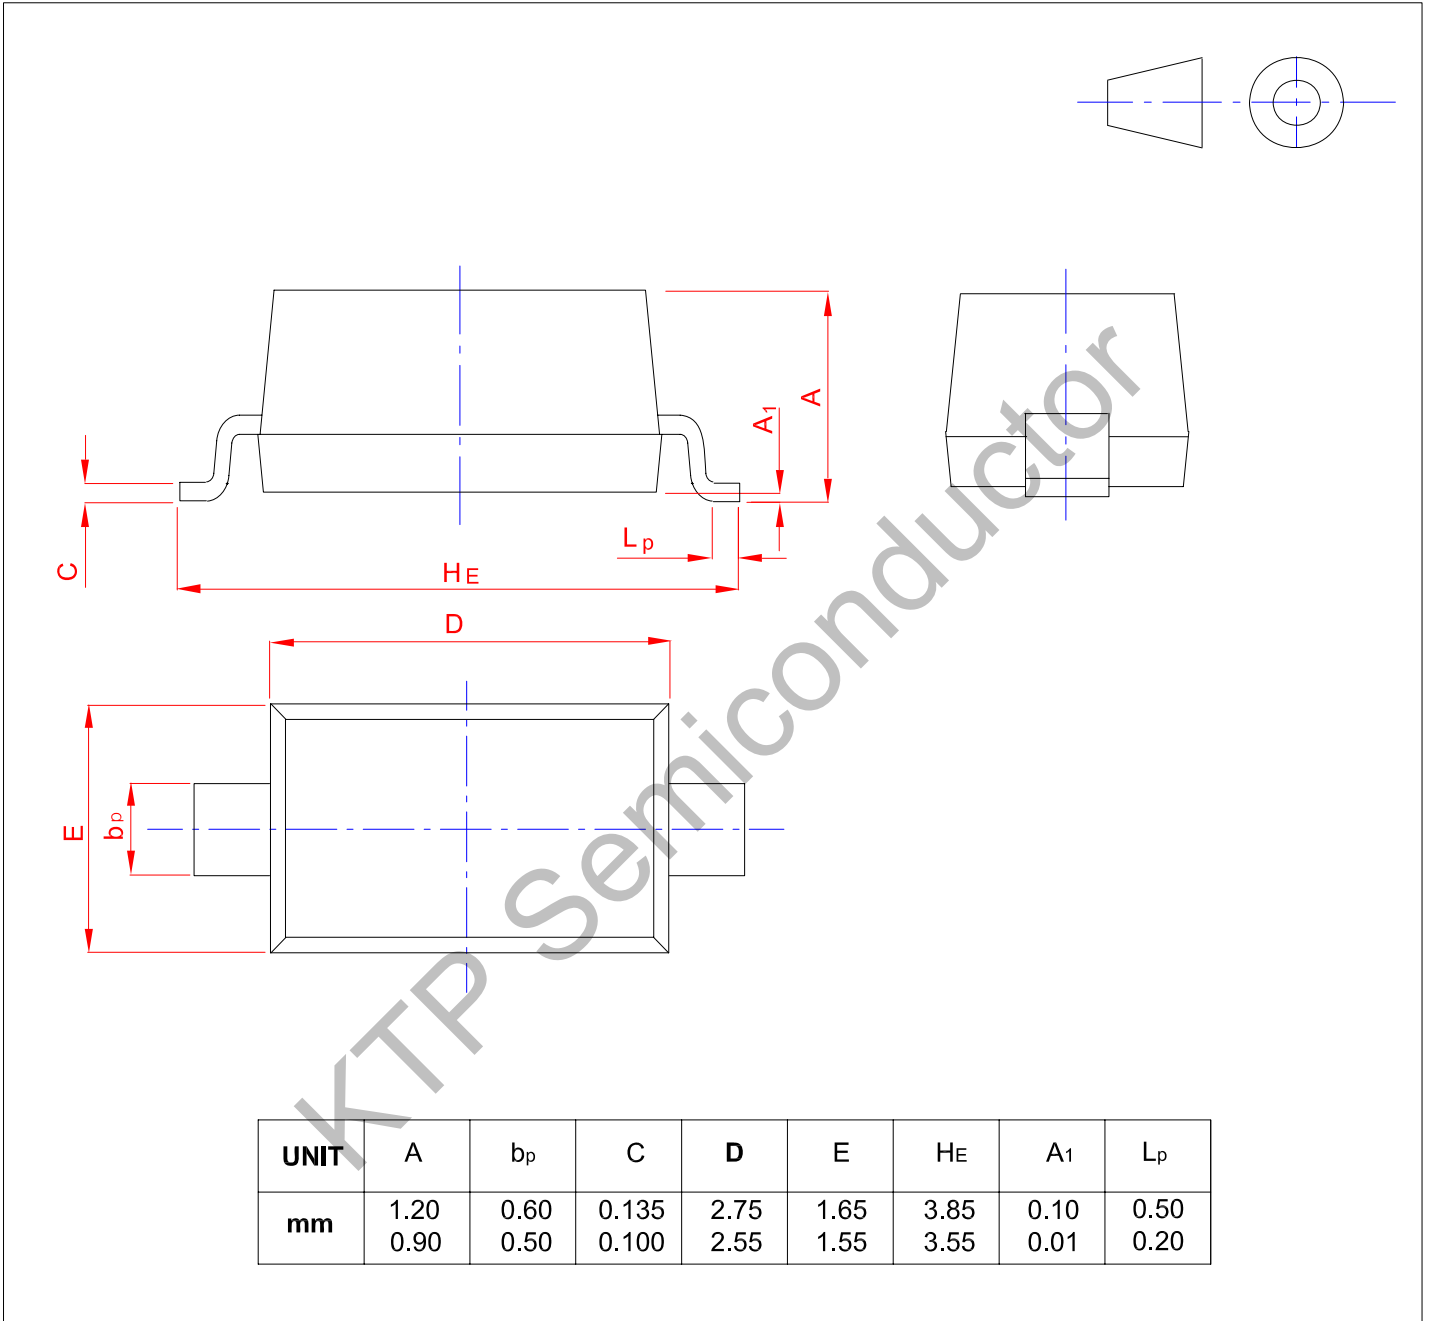 A
A1
C
Lp
HE
D
E
bp
KTP Semiconductor
UNIT A bp C D E HE A1 Lp
mm 1.20 0.60 0.135 2.75 1.65 3.85 0.10 0.50
0.90 0.50 0.100 2.55 1.55 3.55 0.01 0.20